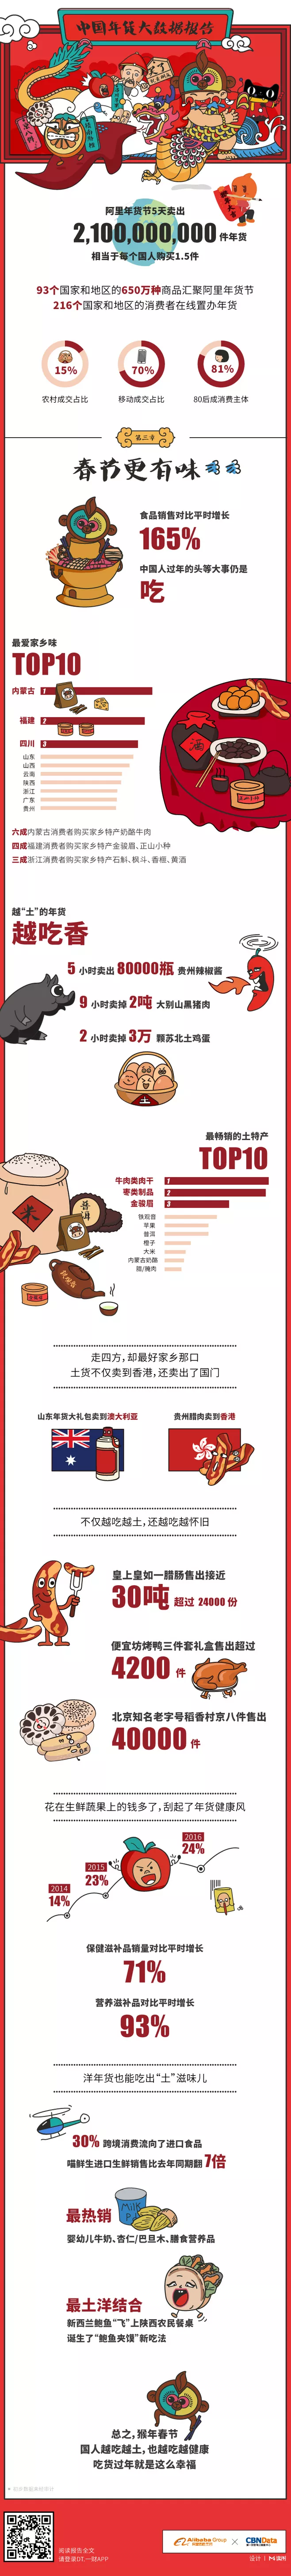 中国年货大数据报告
阿里年货节5天卖出
2,100,000,000件年货
相当于每个国人购买1.5件
93个国家和地区的650万种商品汇聚阿里年货节
216个国家和地区的消费者在线置办年货
15%
70%
81%
农村成交占比
移动成交占比
80后成消费主体
第三章
春节更有味
食品销售对比平时增长
165%
中国人过年的头等大事仍是
吃
最爱家乡味
TOP10
内蒙古 1
福建 2
四川 3
山东
山西
云南
陕西
浙江
广东
贵州
酒
六成内蒙古消费者购买家乡特产奶酪牛肉
四成福建消费者购买家乡特产金骏眉、正山小种
三成浙江消费者购买家乡特产石斛、枫斗、香榧、黄酒
越“土”的年货
越吃香
5 小时卖出 80000瓶 贵州辣椒酱
9 小时卖掉 2吨 大别山黑猪肉
2 小时卖掉 3万 颗苏北土鸡蛋
土
最畅销的土特产
TOP10
牛肉类肉干 1
枣类制品 2
金骏眉 3
铁观音
苹果
普洱
橙子
大米
内蒙古奶酪
腊/腌肉
米
普洱
走四方，却最好家乡那口
土货不仅卖到香港，还卖出了国门
山东年货大礼包卖到澳大利亚
贵州腊肉卖到香港
不仅越吃越土，还越吃越怀旧
皇上皇如一腊肠售出接近
30吨 超过 24000 份
便宜坊烤鸭三件套礼盒售出超过
4200 件
北京知名老字号稻香村京八件售出
40000 件
花在生鲜蔬果上的钱多了，刮起了年货健康风
2014
14%
2015
23%
2016
24%
保健滋补品销量对比平时增长
71%
营养滋补品对比平时增长
93%
洋年货也能吃出“土”滋味儿
30% 跨境消费流向了进口食品
喵鲜生进口生鲜销售比去年同期翻7倍
最热销
婴幼儿牛奶、杏仁/巴旦木、膳食营养品
最土洋结合
新西兰鲍鱼“飞”上陕西农民餐桌
诞生了“鲍鱼夹馍”新吃法
总之，猴年春节
国人越吃越土，也越吃越健康
吃货过年就是这么幸福
阅读报告全文
请登录DT.一财APP
Alibaba Group
×
CBNData
设计